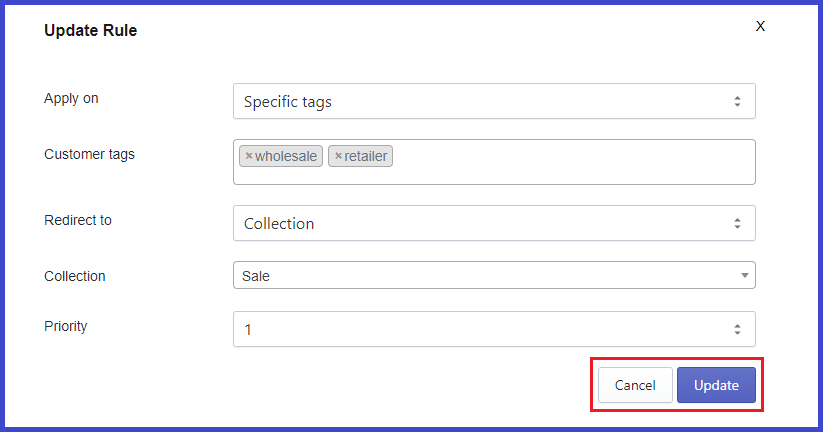 Update Rule X
Apply on Specific tags
Customer tags ×wholesale ×retailer
Redirect to Collection
Collection Sale
Priority 1
Cancel Update